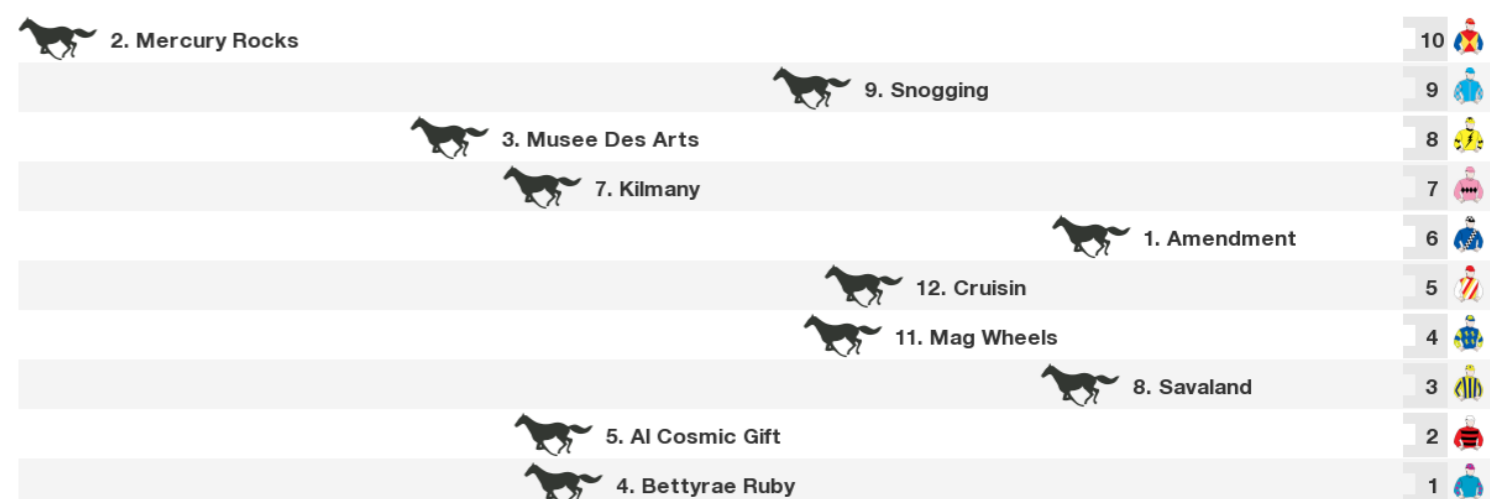 2. Mercury Rocks 10
9. Snogging 9
3. Musee Des Arts 8
7. Kilmany 7
1. Amendment 6
12. Cruisin 5
11. Mag Wheels 4
8. Savaland 3
5. Al Cosmic Gift 2
4. Bettyrae Ruby 1